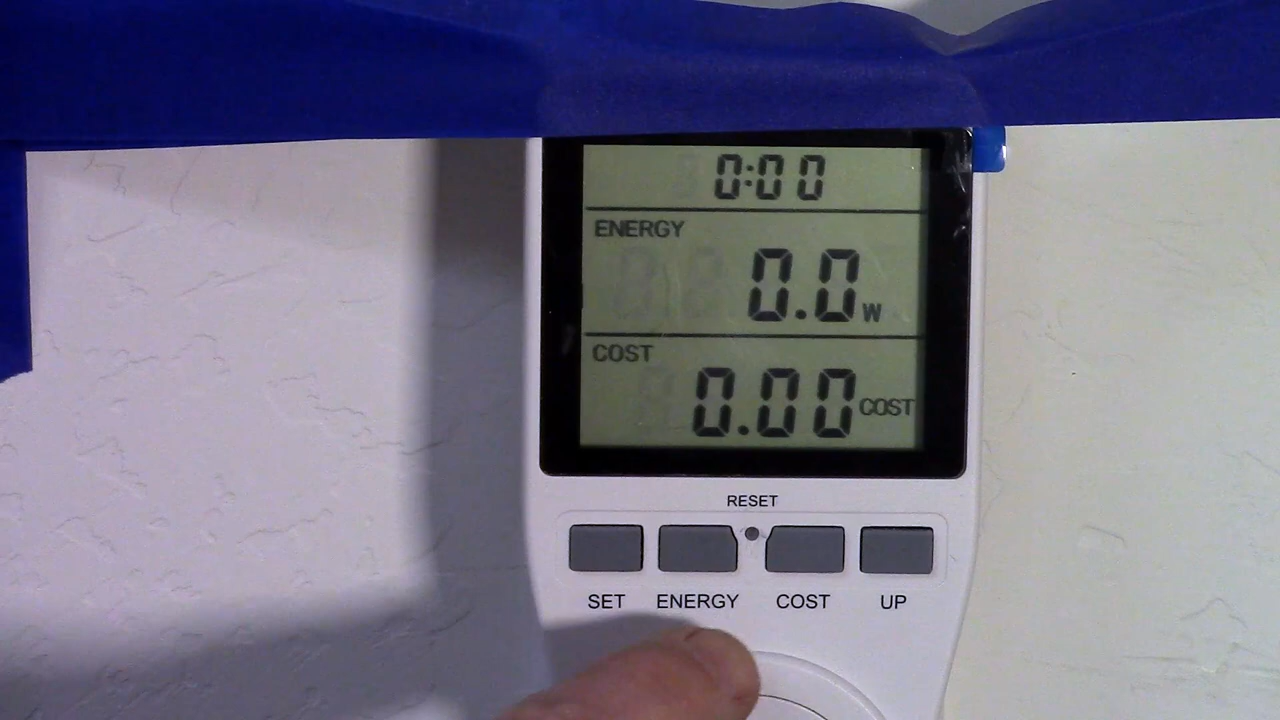 0:00
ENERGY
0.0 W
COST
0.00 COST
RESET
SET ENERGY COST UP